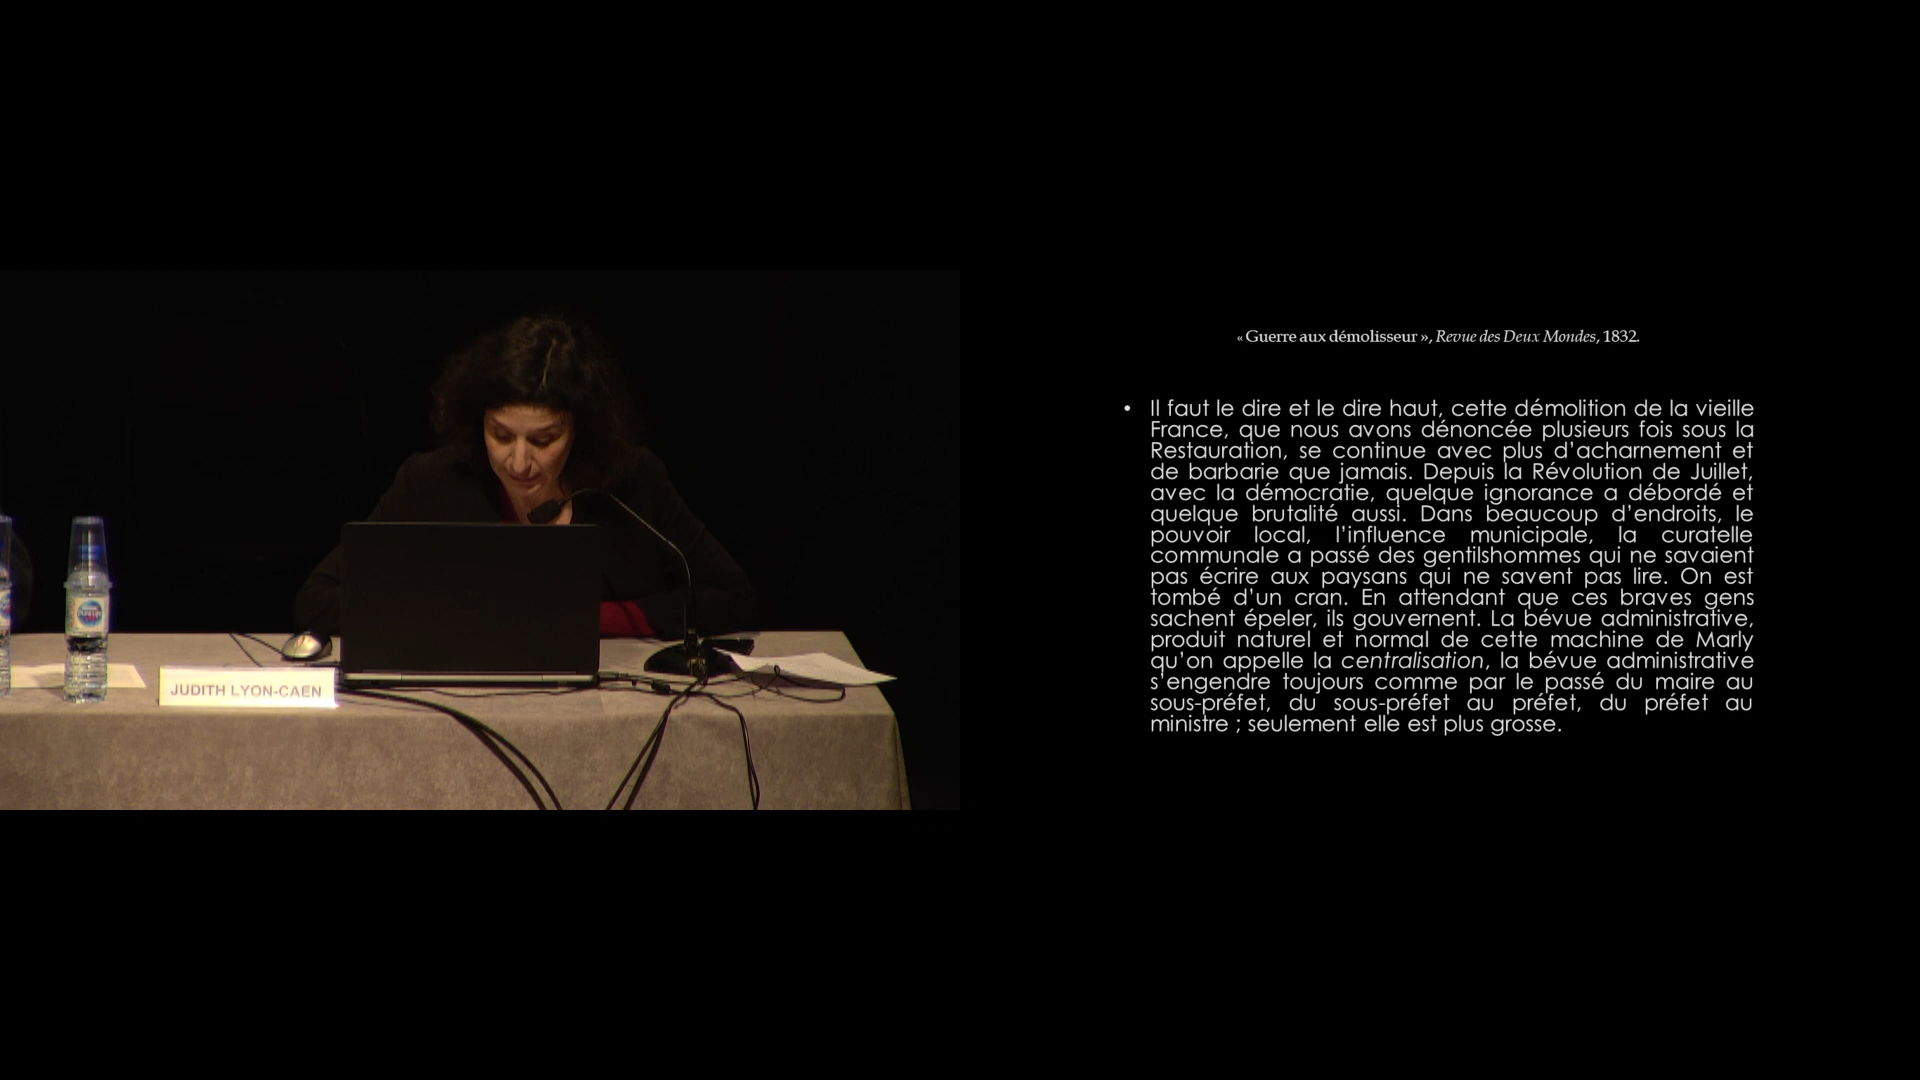 JUDITH LYON-CAEN
« Guerre aux démolisseur », Revue des Deux Mondes, 1832.
• Il faut le dire et le dire haut, cette démolition de la vieille
France, que nous avons dénoncée plusieurs fois sous la
Restauration, se continue avec plus d’acharnement et
de barbarie que jamais. Depuis la Révolution de Juillet,
avec la démocratie, quelque ignorance a débordé et
quelque brutalité aussi. Dans beaucoup d’endroits, le
pouvoir local, l’influence municipale, la curatelle
communale a passé des gentilshommes qui ne savaient
pas écrire aux paysans qui ne savent pas lire. On est
tombé d’un cran. En attendant que ces braves gens
sachent épeler, ils gouvernent. La bévue administrative,
produit naturel et normal de cette machine de Marly
qu’on appelle la centralisation, la bévue administrative
s’engendre toujours comme par le passé du maire au
sous-préfet, du sous-préfet au préfet, du préfet au
ministre ; seulement elle est plus grosse.